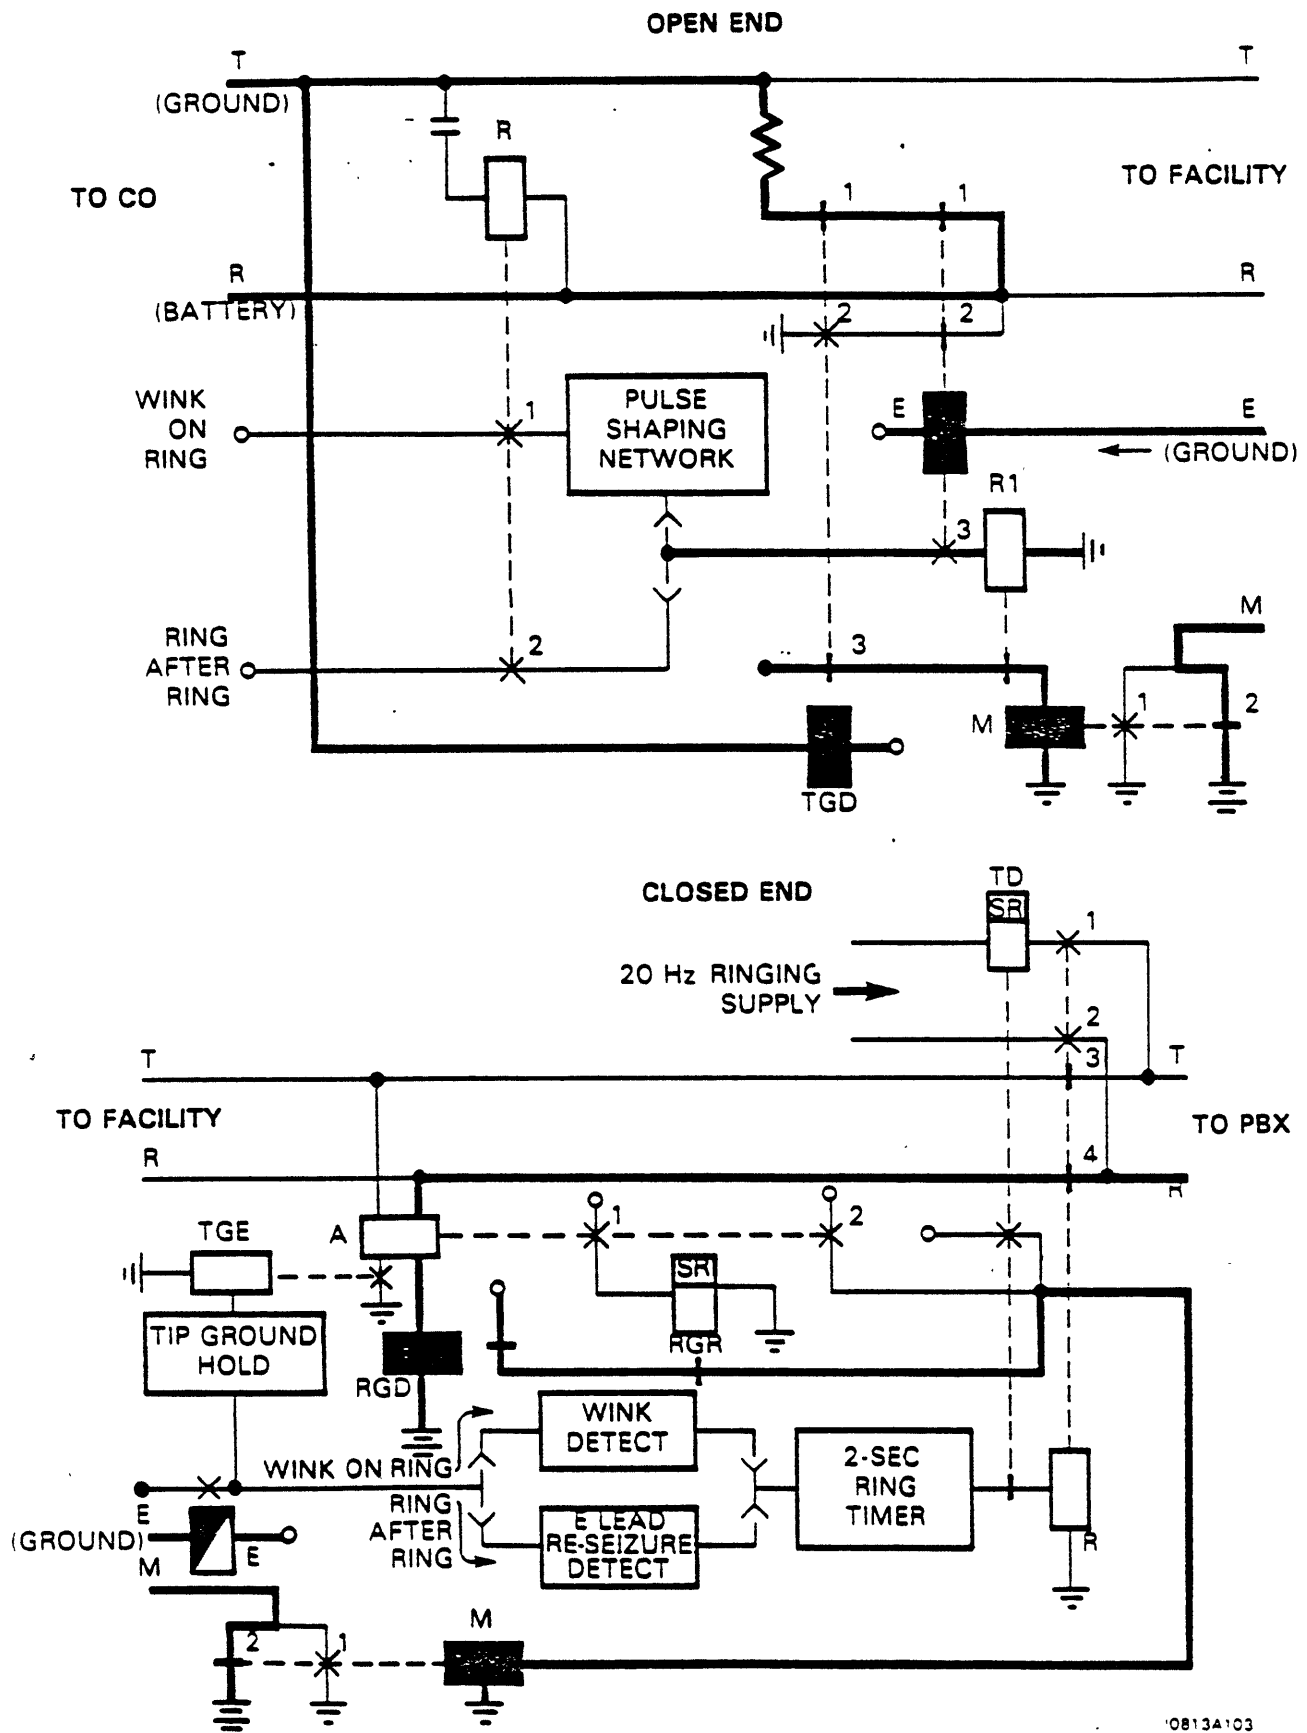 OPEN END
T
T
(GROUND)
R
TO CO
TO FACILITY
1
1
R
R
(BATTERY)
2
2
WINK
ON
RING
1
PULSE
SHAPING
NETWORK
E
E
(GROUND)
R1
3
RING
AFTER
RING
2
3
M
M
1
2
TGD
CLOSED END
TD
SR
1
20 Hz RINGING
SUPPLY
2
3
T
T
TO FACILITY
TO PBX
R
4
R
TGE
A
1
2
SR
TIP GROUND
HOLD
RGR
RGD
WINK
DETECT
WINK ON RING
2-SEC
RING
TIMER
E
RING
AFTER
RING
E LEAD
RE-SEIZURE
DETECT
(GROUND)
E
R
M
M
2
1
0813A103